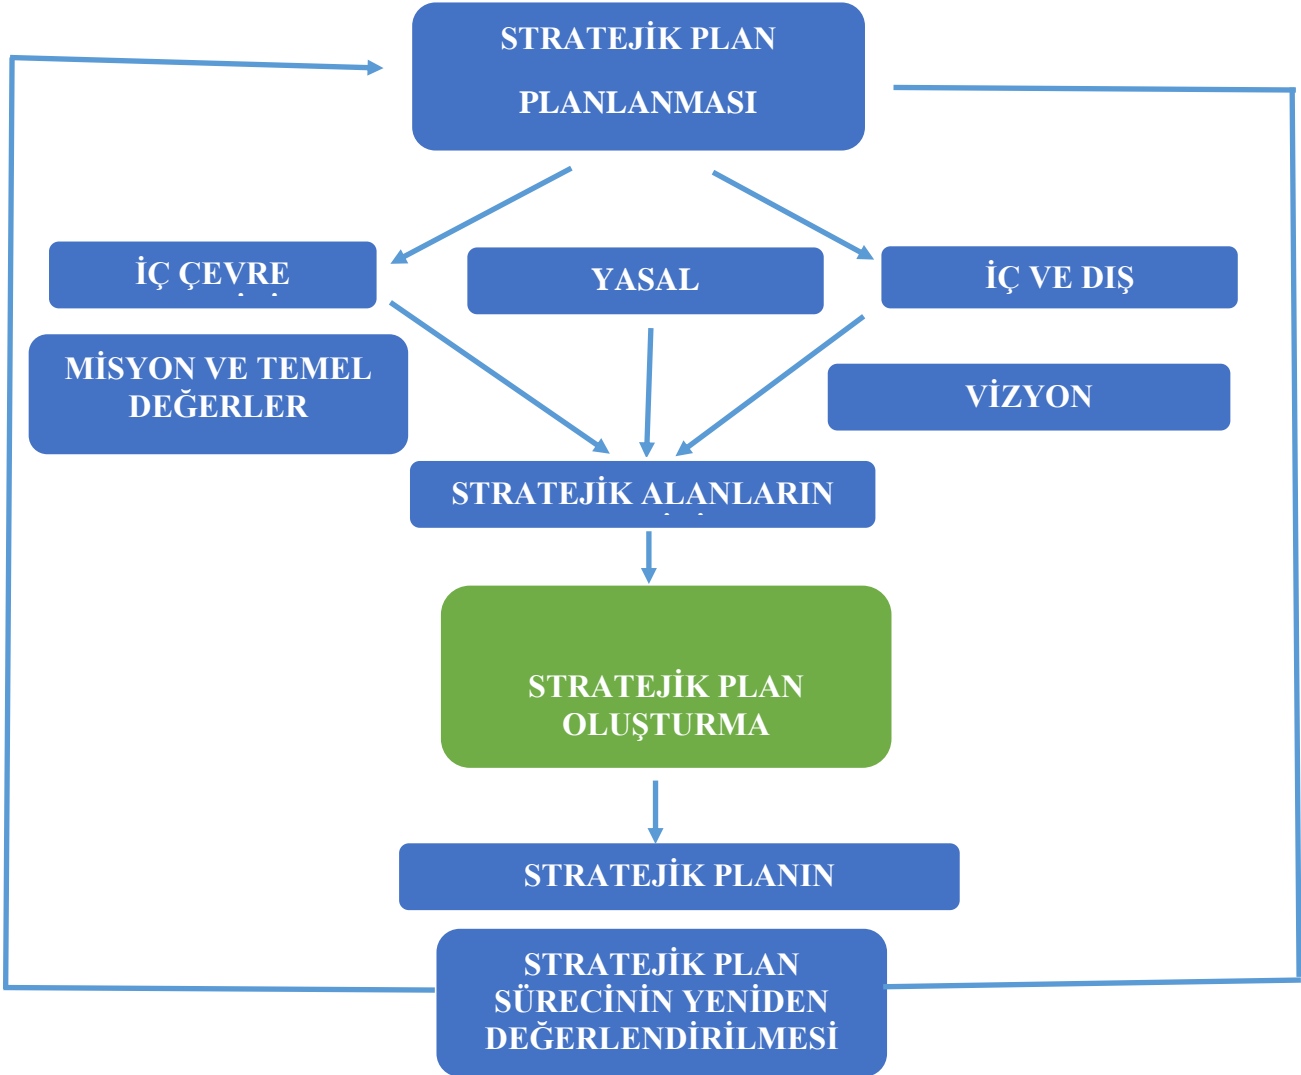 STRATEJİK PLAN
PLANLANMASI
İÇ ÇEVRE
YASAL
İÇ VE DIŞ
MİSYON VE TEMEL
DEĞERLER
VİZYON
STRATEJİK ALANLARIN
STRATEJİK PLAN
OLUŞTURMA
STRATEJİK PLANIN
STRATEJİK PLAN
SÜRECİNİN YENİDEN
DEĞERLENDİRİLMESİ